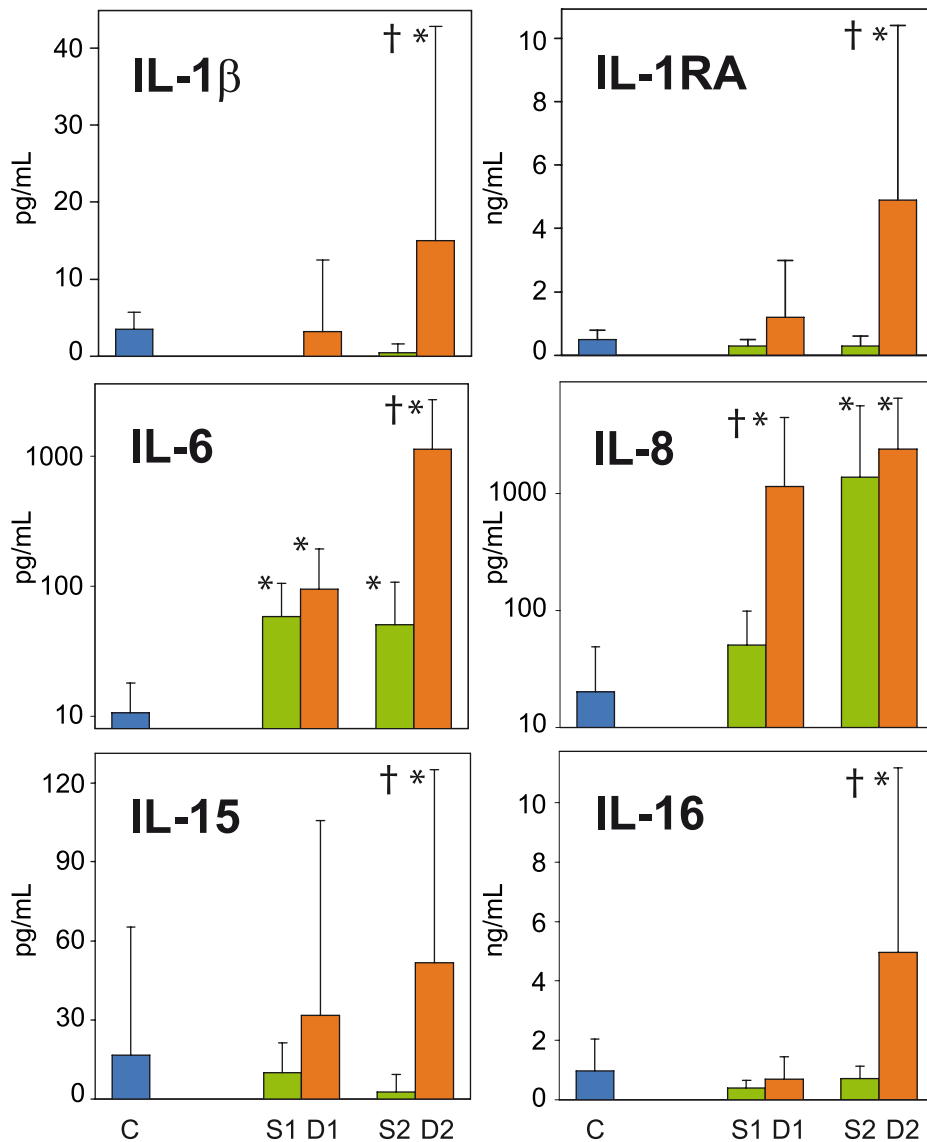 † *
IL-1β
pg/mL
40
30
20
10
0
† *
IL-1RA
ng/mL
10
8
6
4
2
0
† *
IL-6
pg/mL
1000
100
10
* * *
† * * *
IL-8
pg/mL
1000
100
10
† *
IL-15
pg/mL
120
90
60
30
0
C S1 D1 S2 D2
† *
IL-16
ng/mL
10
8
6
4
2
0
C S1 D1 S2 D2